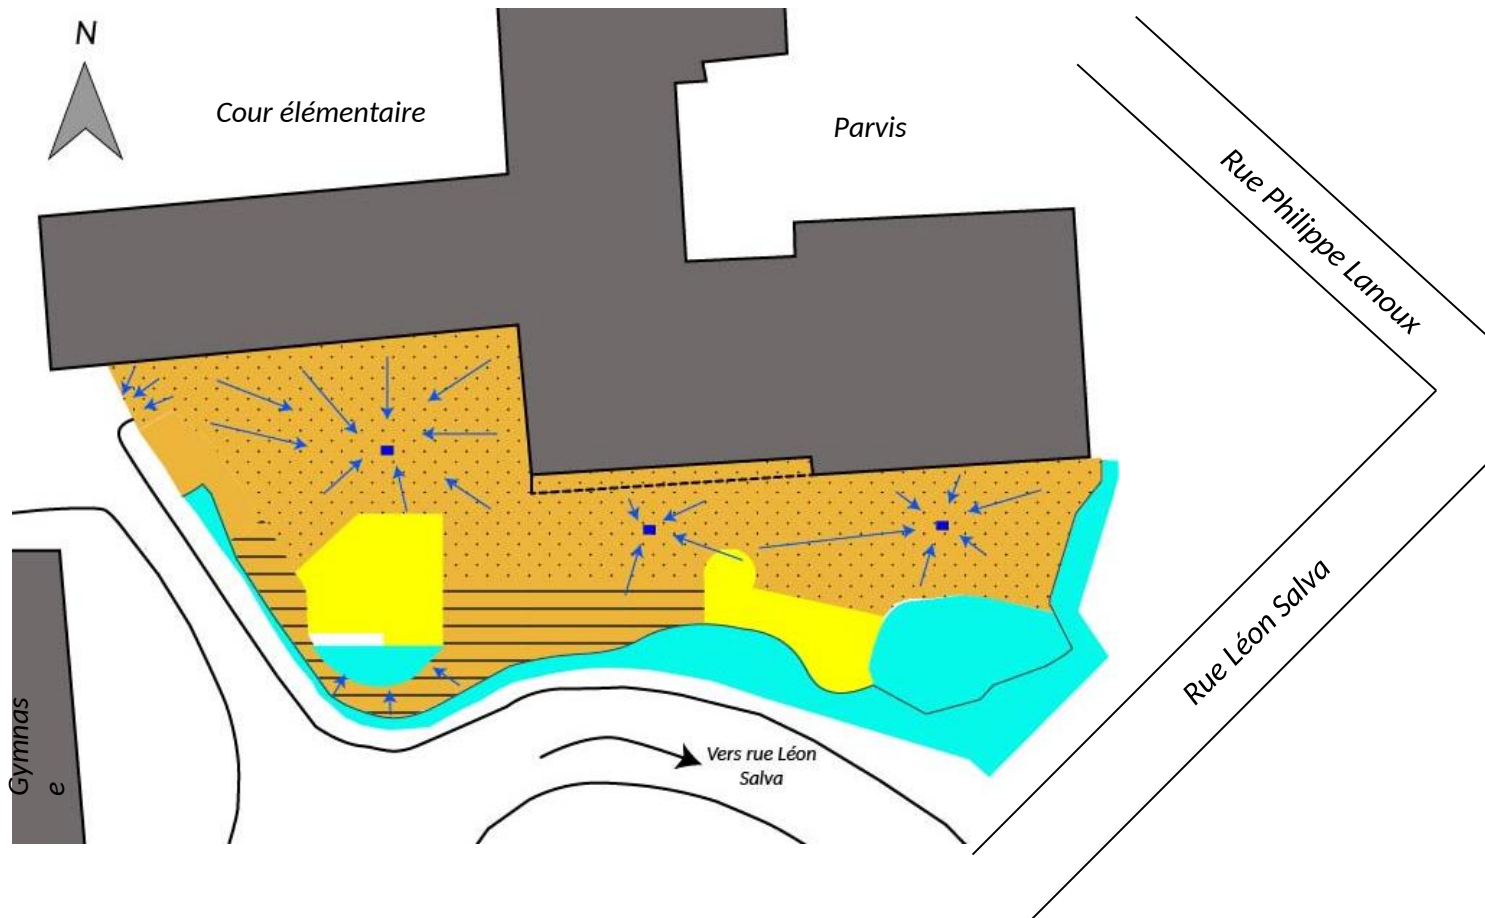 N
Cour élémentaire
Parvis
Rue Philippe Lanoux
Rue Léon Salva
Gymnas
e
Vers rue Léon
Salva